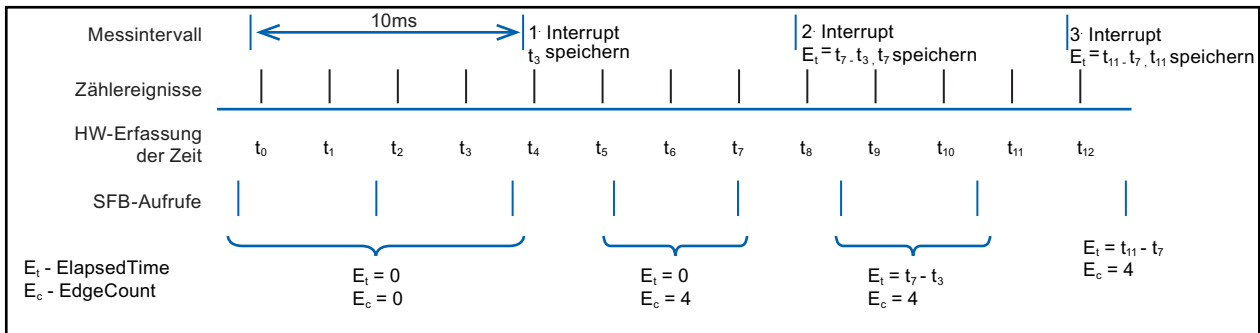 Messintervall
10ms
1. Interrupt
t3 speichern
2. Interrupt
Et = t7 - t3, t7 speichern
3. Interrupt
Et = t11 - t7, t11 speichern
Zählereignisse
HW-Erfassung
der Zeit
t0 t1 t2 t3 t4 t5 t6 t7 t8 t9 t10 t11 t12
SFB-Aufrufe
Et - ElapsedTime
Ec - EdgeCount
Et = 0
Ec = 0
Et = 0
Ec = 4
Et = t7 - t3
Ec = 4
Et = t11 - t7
Ec = 4